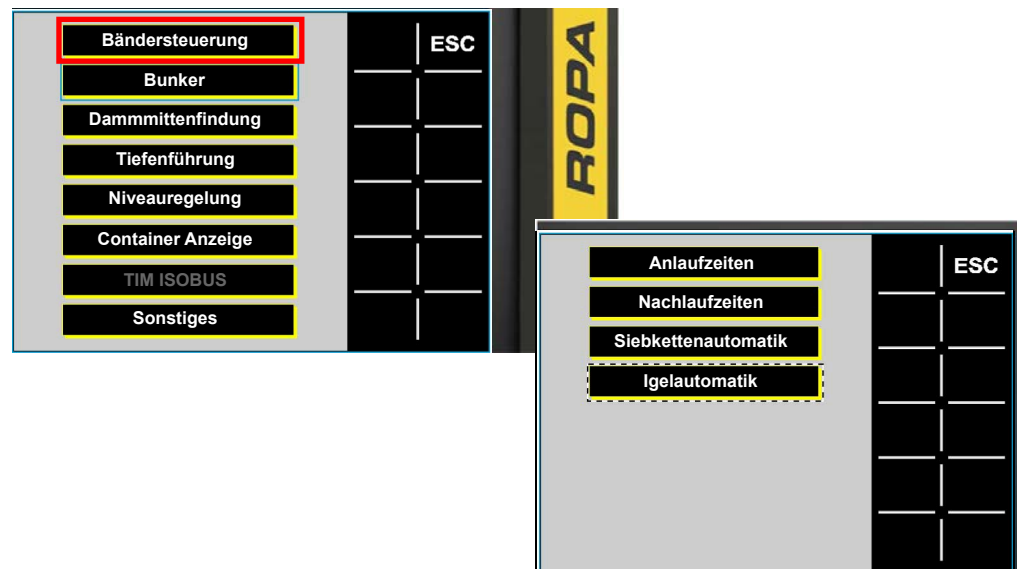 Bändersteuerung
ESC
Bunker
Dammmittenfindung
Tiefenführung
Niveauregelung
Container Anzeige
TIM ISOBUS
Sonstiges
ROPA
Anlaufzeiten
ESC
Nachlaufzeiten
Siebkettenautomatik
Igelautomatik